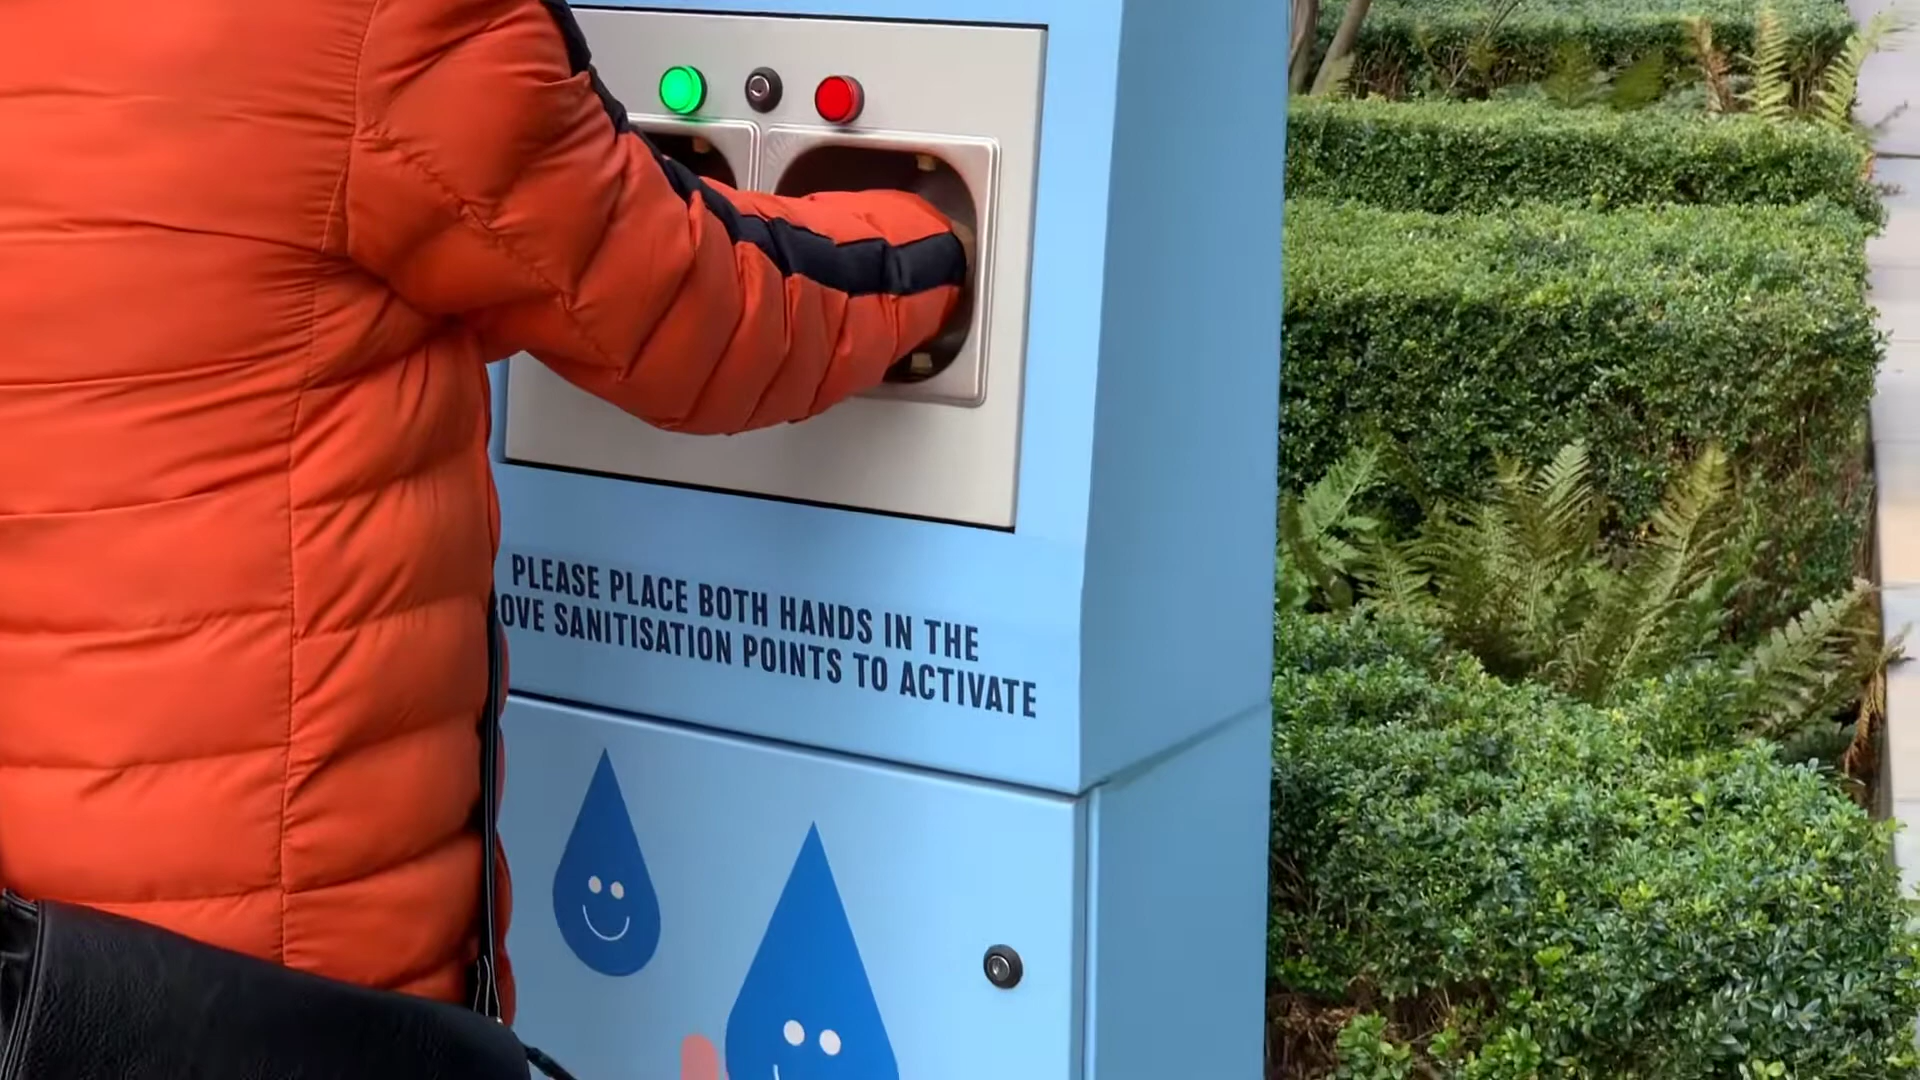 PLEASE PLACE BOTH HANDS IN THE
OVE SANITISATION POINTS TO ACTIVATE